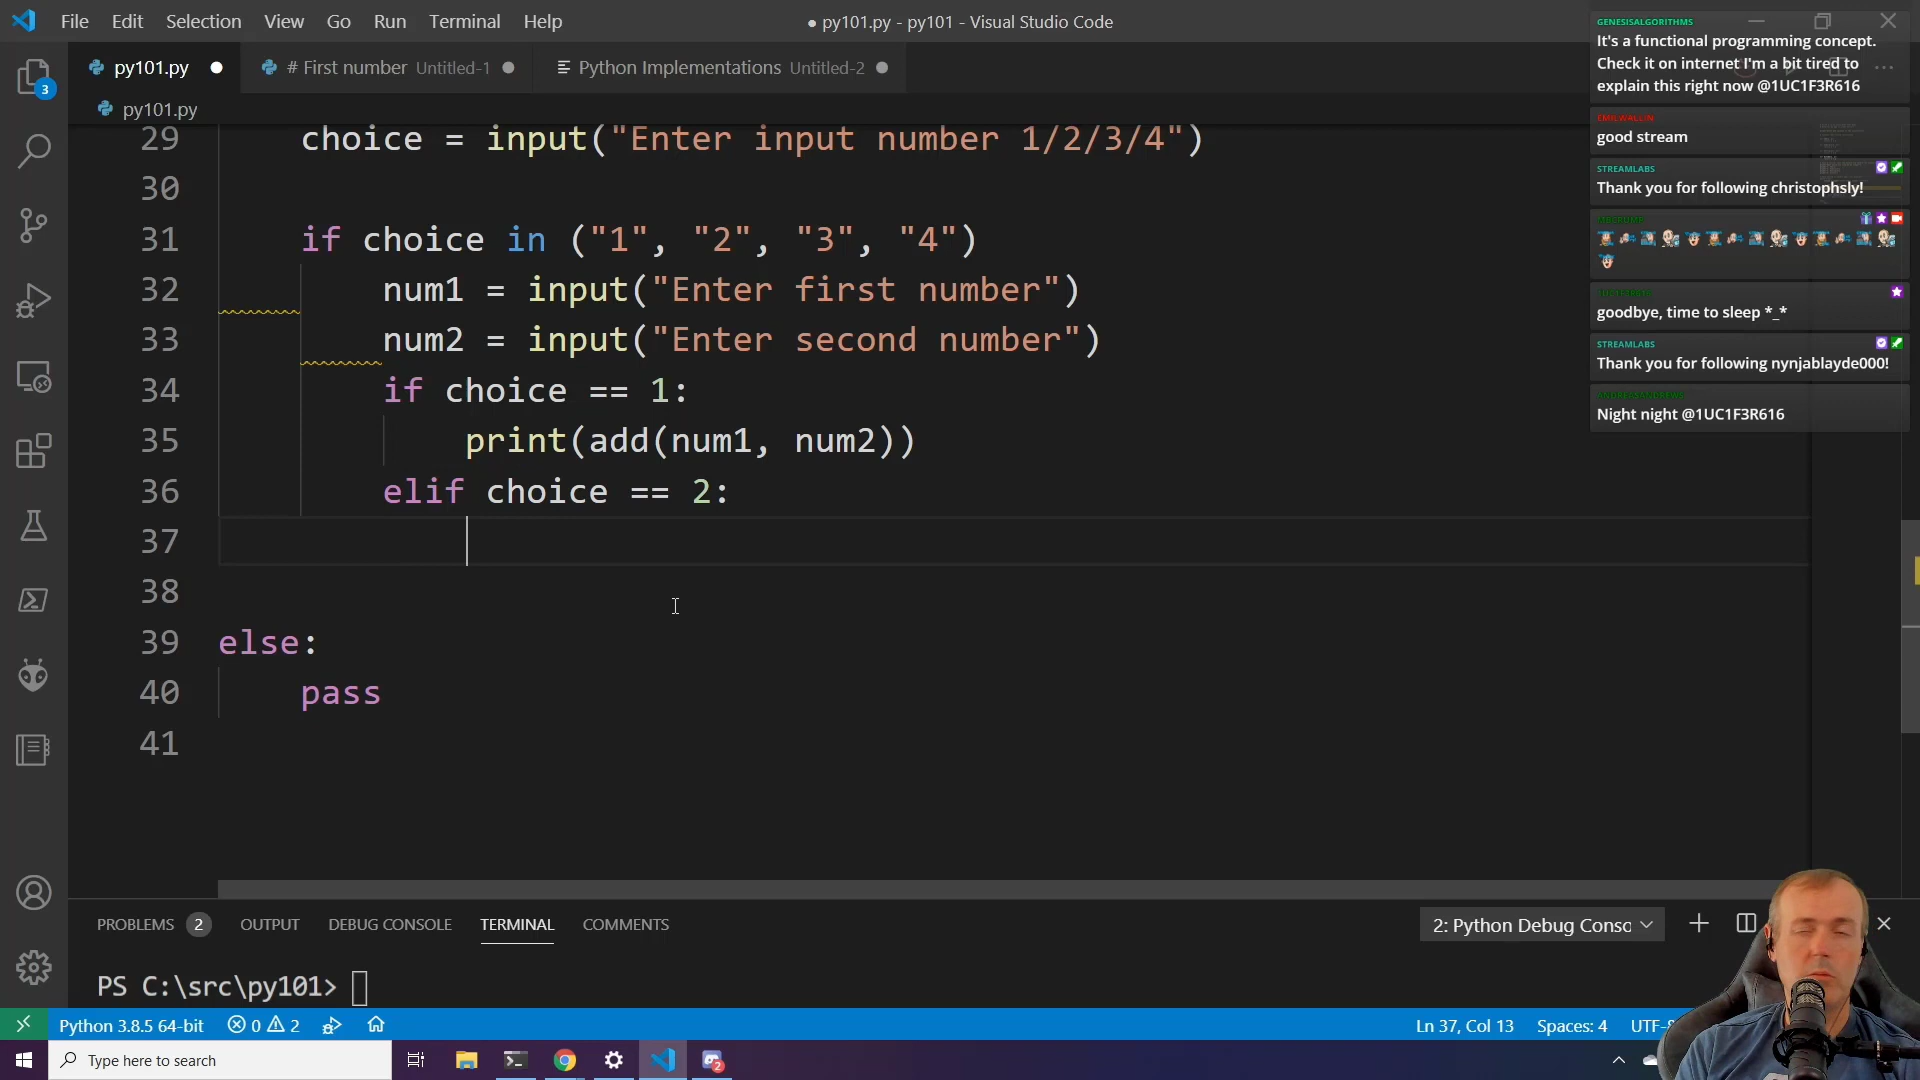 File Edit Selection View Go Run Terminal Help
● py101.py - py101 - Visual Studio Code
py101.py ●
# First number Untitled-1 ●
Python Implementations Untitled-2 ●
py101.py
29 choice = input("Enter input number 1/2/3/4")
30
31 if choice in ("1", "2", "3", "4")
32 num1 = input("Enter first number")
33 num2 = input("Enter second number")
34 if choice == 1:
35 print(add(num1, num2))
36 elif choice == 2:
37
38
39 else:
40 pass
41
GENESISALGORITHMS
It's a functional programming concept.
Check it on internet I'm a bit tired to
explain this right now @1UC1F3R616
EMILWALLIN
good stream
STREAMLABS
Thank you for following christophsly!
goodbye, time to sleep *_*
STREAMLABS
Thank you for following nynjablayde000!
Night night @1UC1F3R616
3
PROBLEMS 2 OUTPUT DEBUG CONSOLE TERMINAL COMMENTS
2: Python Debug Consc
PS C:\src\py101>
Python 3.8.5 64-bit 0 2
Ln 37, Col 13 Spaces: 4
Type here to search
2